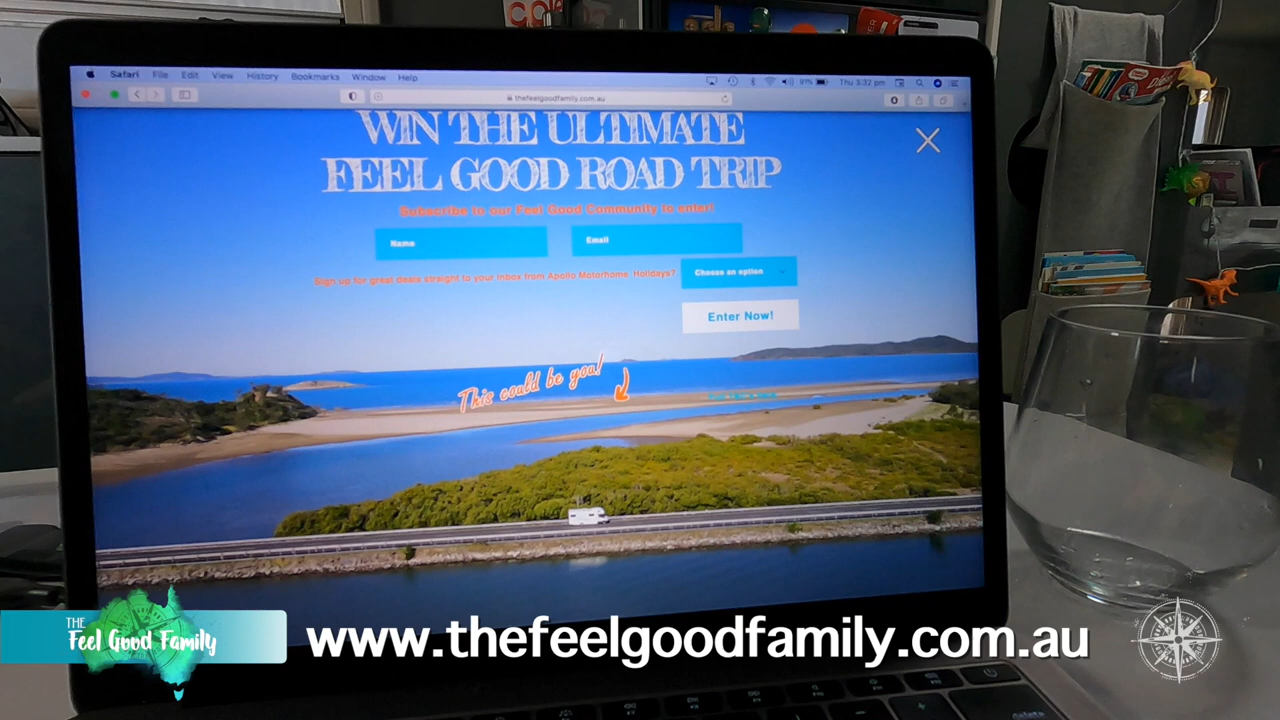 Safari File Edit View History Bookmarks Window Help 91% Thu 3:32 pm
thefeelgoodfamily.com.au
WIN THE ULTIMATE
FEEL GOOD ROAD TRIP
Subscribe to our Feel Good Community to enter!
Name Email
Sign up for great deals straight to your inbox from Apollo Motorhome Holidays? Choose an option
Enter Now!
This could be you!
THE
Feel Good Family
www.thefeelgoodfamily.com.au
delete